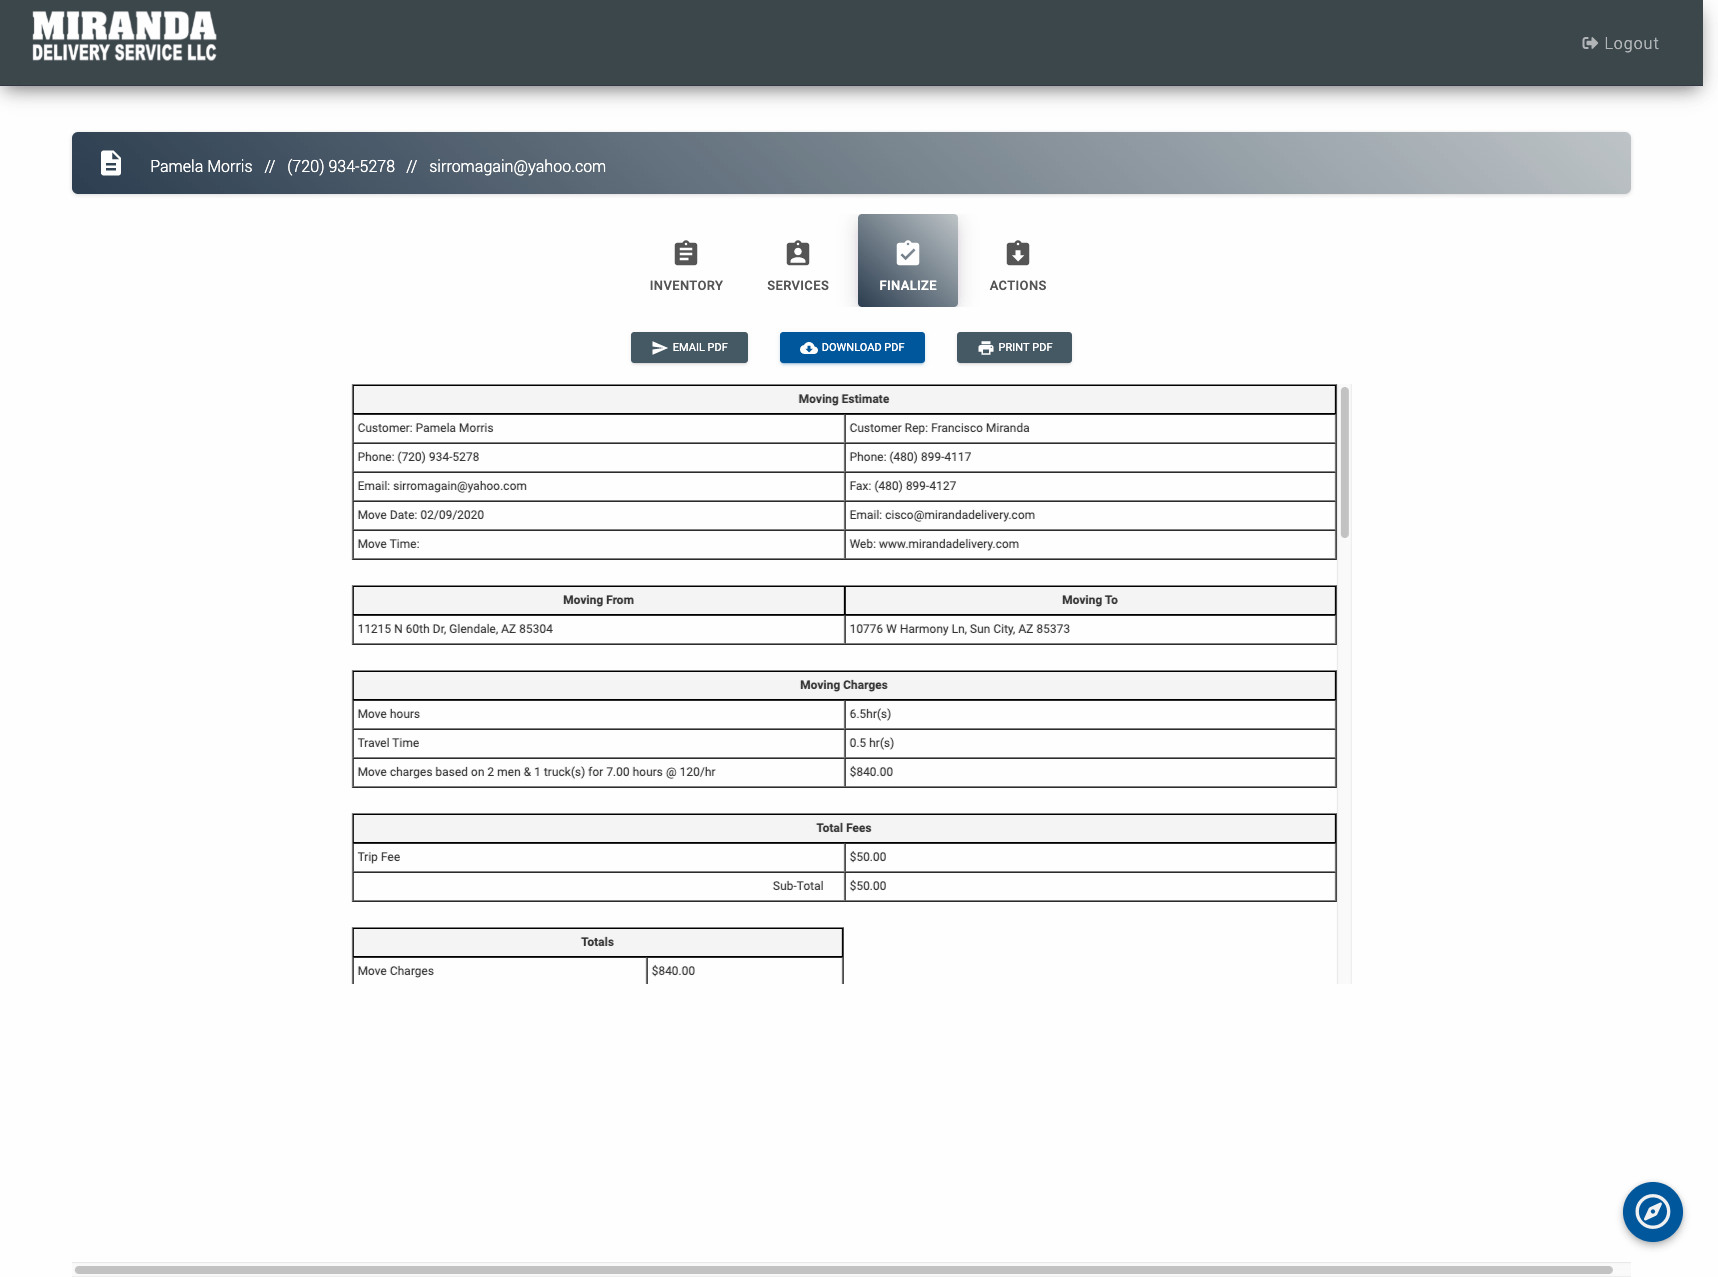 MIRANDA
DELIVERY SERVICE LLC
Logout
Pamela Morris // (720) 934-5278 // sirromagain@yahoo.com
INVENTORY SERVICES FINALIZE ACTIONS
EMAIL PDF DOWNLOAD PDF PRINT PDF
Moving Estimate
Customer: Pamela Morris Customer Rep: Francisco Miranda
Phone: (720) 934-5278 Phone: (480) 899-4117
Email: sirromagain@yahoo.com Fax: (480) 899-4127
Move Date: 02/09/2020 Email: cisco@mirandadelivery.com
Move Time: Web: www.mirandadelivery.com
Moving From Moving To
11215 N 60th Dr, Glendale, AZ 85304 10776 W Harmony Ln, Sun City, AZ 85373
Moving Charges
Move hours 6.5hr(s)
Travel Time 0.5 hr(s)
Move charges based on 2 men & 1 truck(s) for 7.00 hours @ 120/hr $840.00
Total Fees
Trip Fee $50.00
Sub-Total $50.00
Totals
Move Charges $840.00